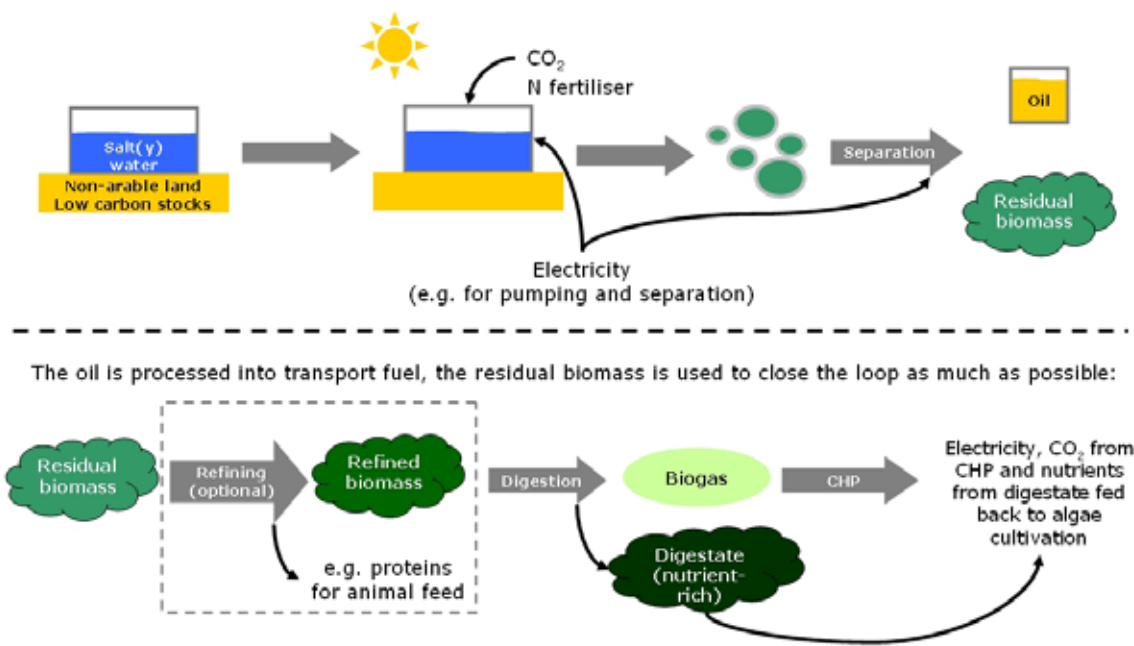 CO₂
N fertiliser
Salt(y)
water
Non-arable land
Low carbon stocks
Separation
Oil
Residual
biomass
Electricity
(e.g. for pumping and separation)
The oil is processed into transport fuel, the residual biomass is used to close the loop as much as possible:
Residual
biomass
Refining
(optional)
Refined
biomass
e.g. proteins
for animal feed
Digestion
Biogas
Digestate
(nutrient-
rich)
CHP
Electricity, CO₂ from
CHP and nutrients
from digestate fed
back to algae
cultivation